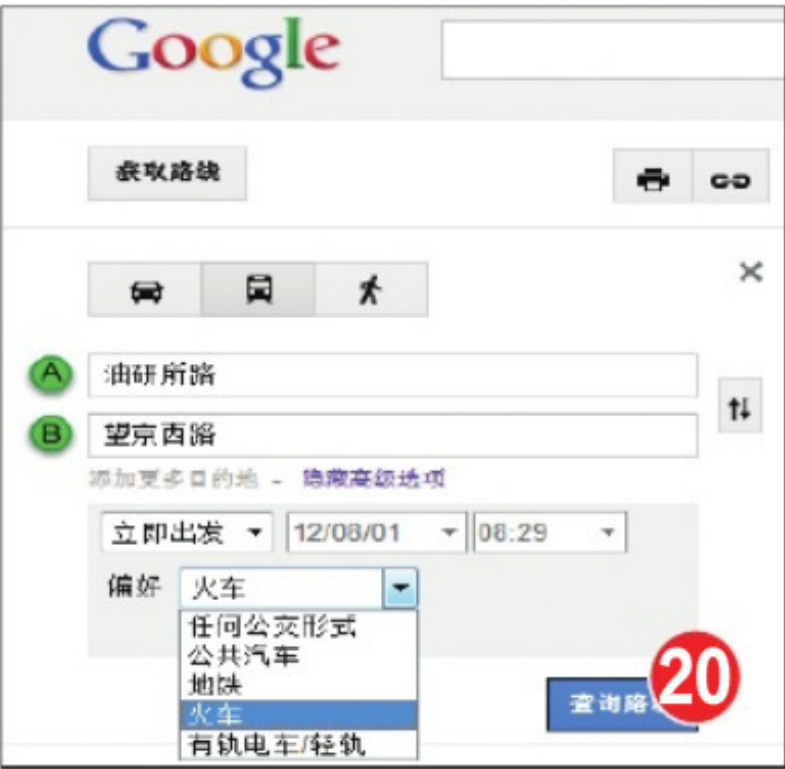 Google
获取路线
A 油研所路
B 望京西路
添加更多目的地 - 隐藏高级选项
立即出发 12/08/01 08:29
偏好 火车
任何公交形式
公共汽车
地铁
火车
有轨电车/轻轨
查询路
20